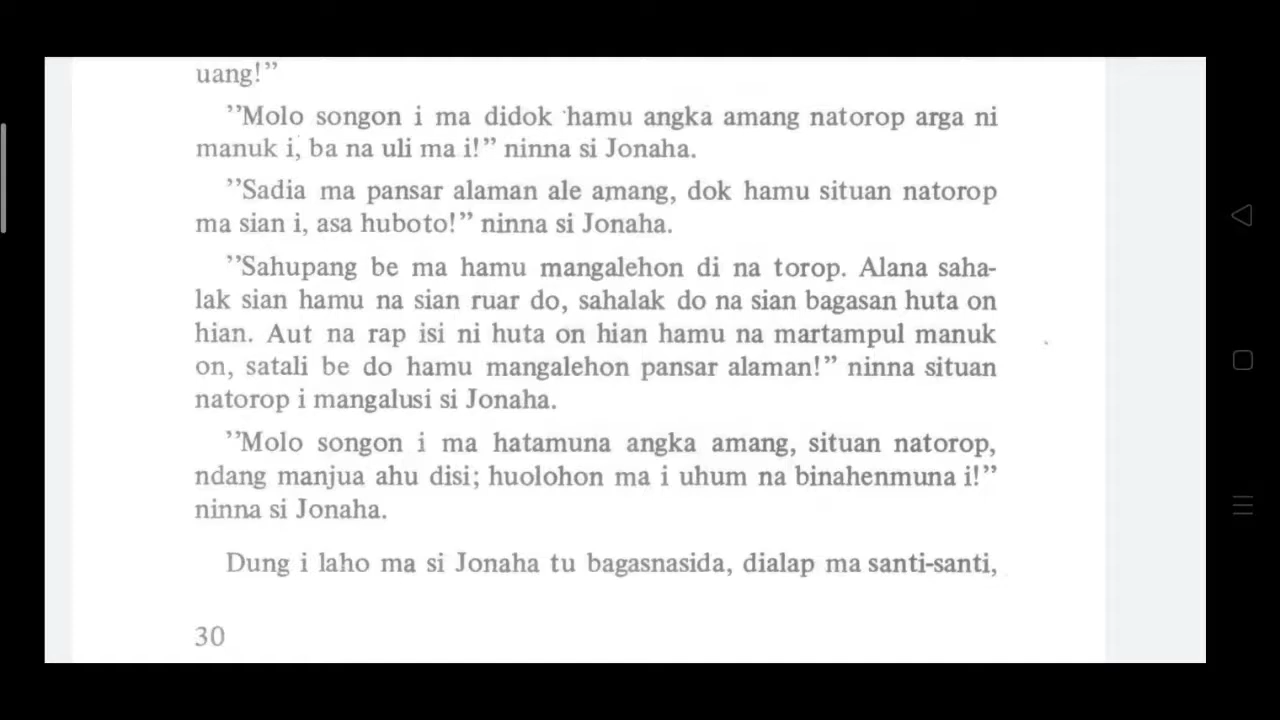 uang!”
”Molo songon i ma didok hamu angka amang natorop arga ni
manuk i, ba na uli ma i!” ninna si Jonaha.
”Sadia ma pansar alaman ale amang, dok hamu situan natorop
ma sian i, asa huboto!” ninna si Jonaha.
”Sahupang be ma hamu mangalehon di na torop. Alana saha-
lak sian hamu na sian ruar do, sahalak do na sian bagasan huta on
hian. Aut na rap isi ni huta on hian hamu na martampul manuk
on, satali be do hamu mangalehon pansar alaman!” ninna situan
natorop i mangalusi si Jonaha.
”Molo songon i ma hatamuna angka amang, situan natorop,
ndang manjua ahu disi; huolohon ma i uhum na binahenmuna i!”
ninna si Jonaha.
Dung i laho ma si Jonaha tu bagasnasida, dialap ma santi-santi,
30